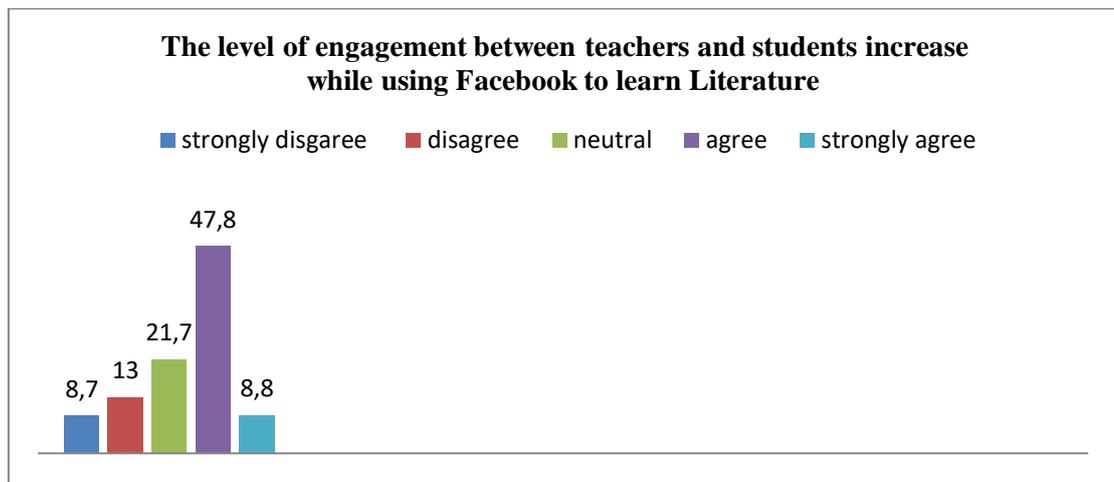 The level of engagement between teachers and students increase
while using Facebook to learn Literature
strongly disgaree disagree neutral agree strongly agree
47,8
21,7
13
8,7
8,8